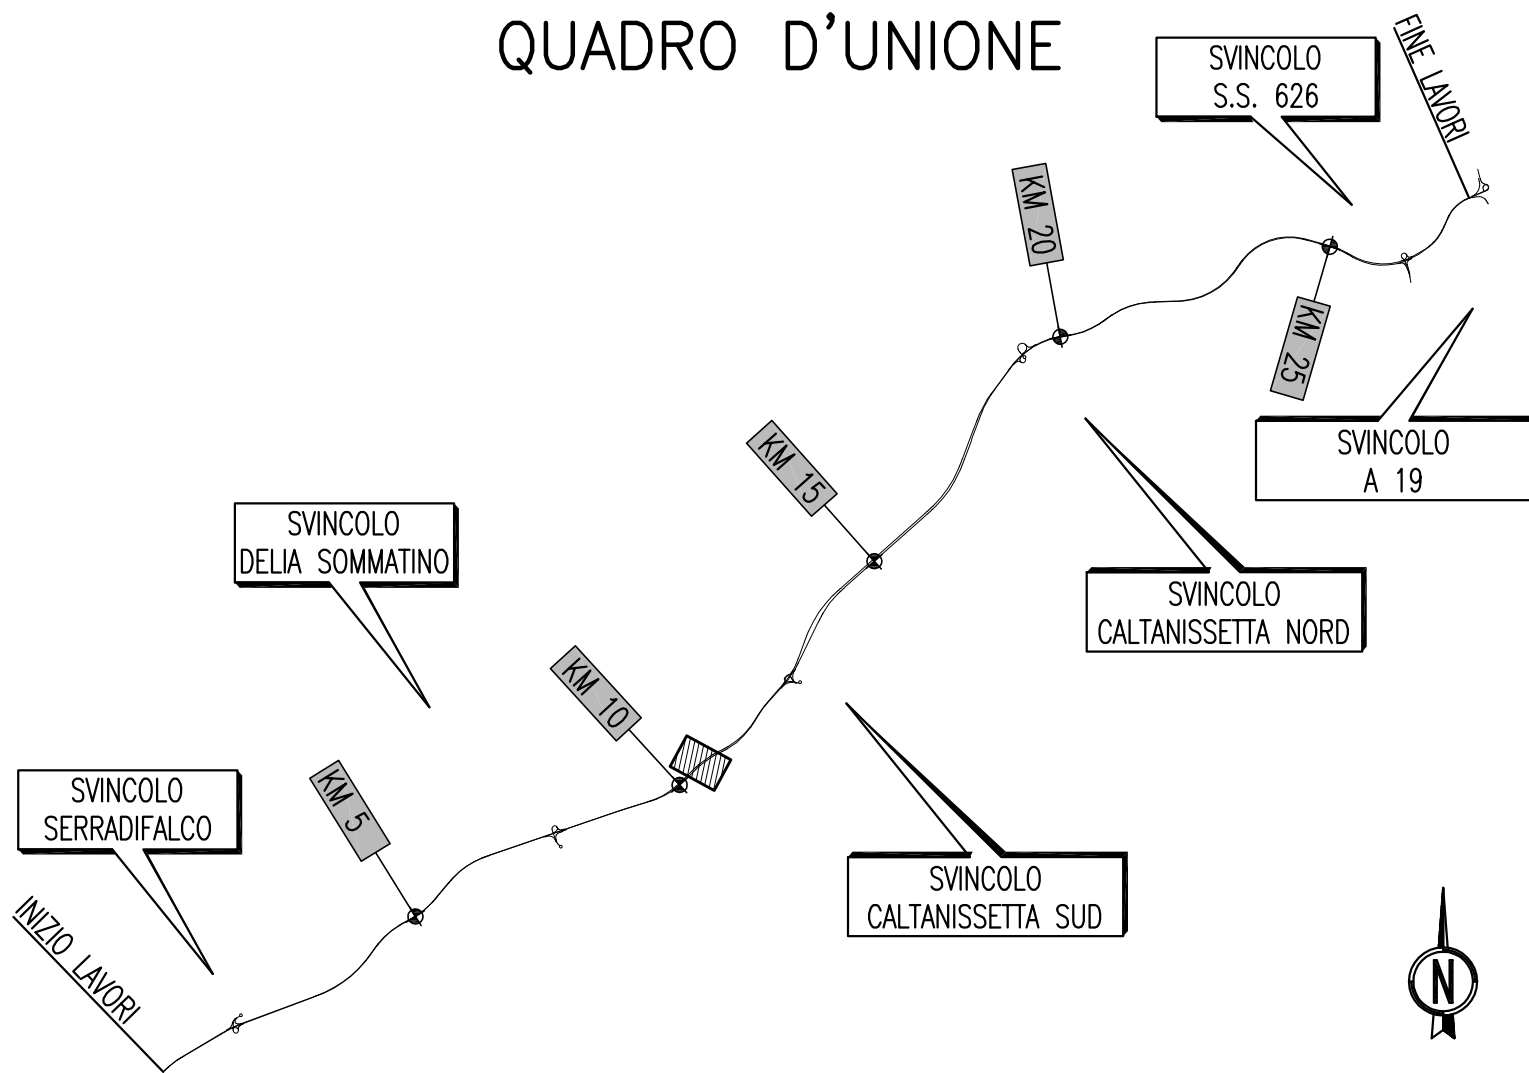 QUADRO D'UNIONE
SVINCOLO
S.S. 626
FINE LAVORI
KM 20
KM 25
SVINCOLO
A 19
KM 15
SVINCOLO
DELIA SOMMATINO
SVINCOLO
CALTANISSETTA NORD
KM 10
SVINCOLO
SERRADIFALCO
KM 5
SVINCOLO
CALTANISSETTA SUD
INIZIO LAVORI
N